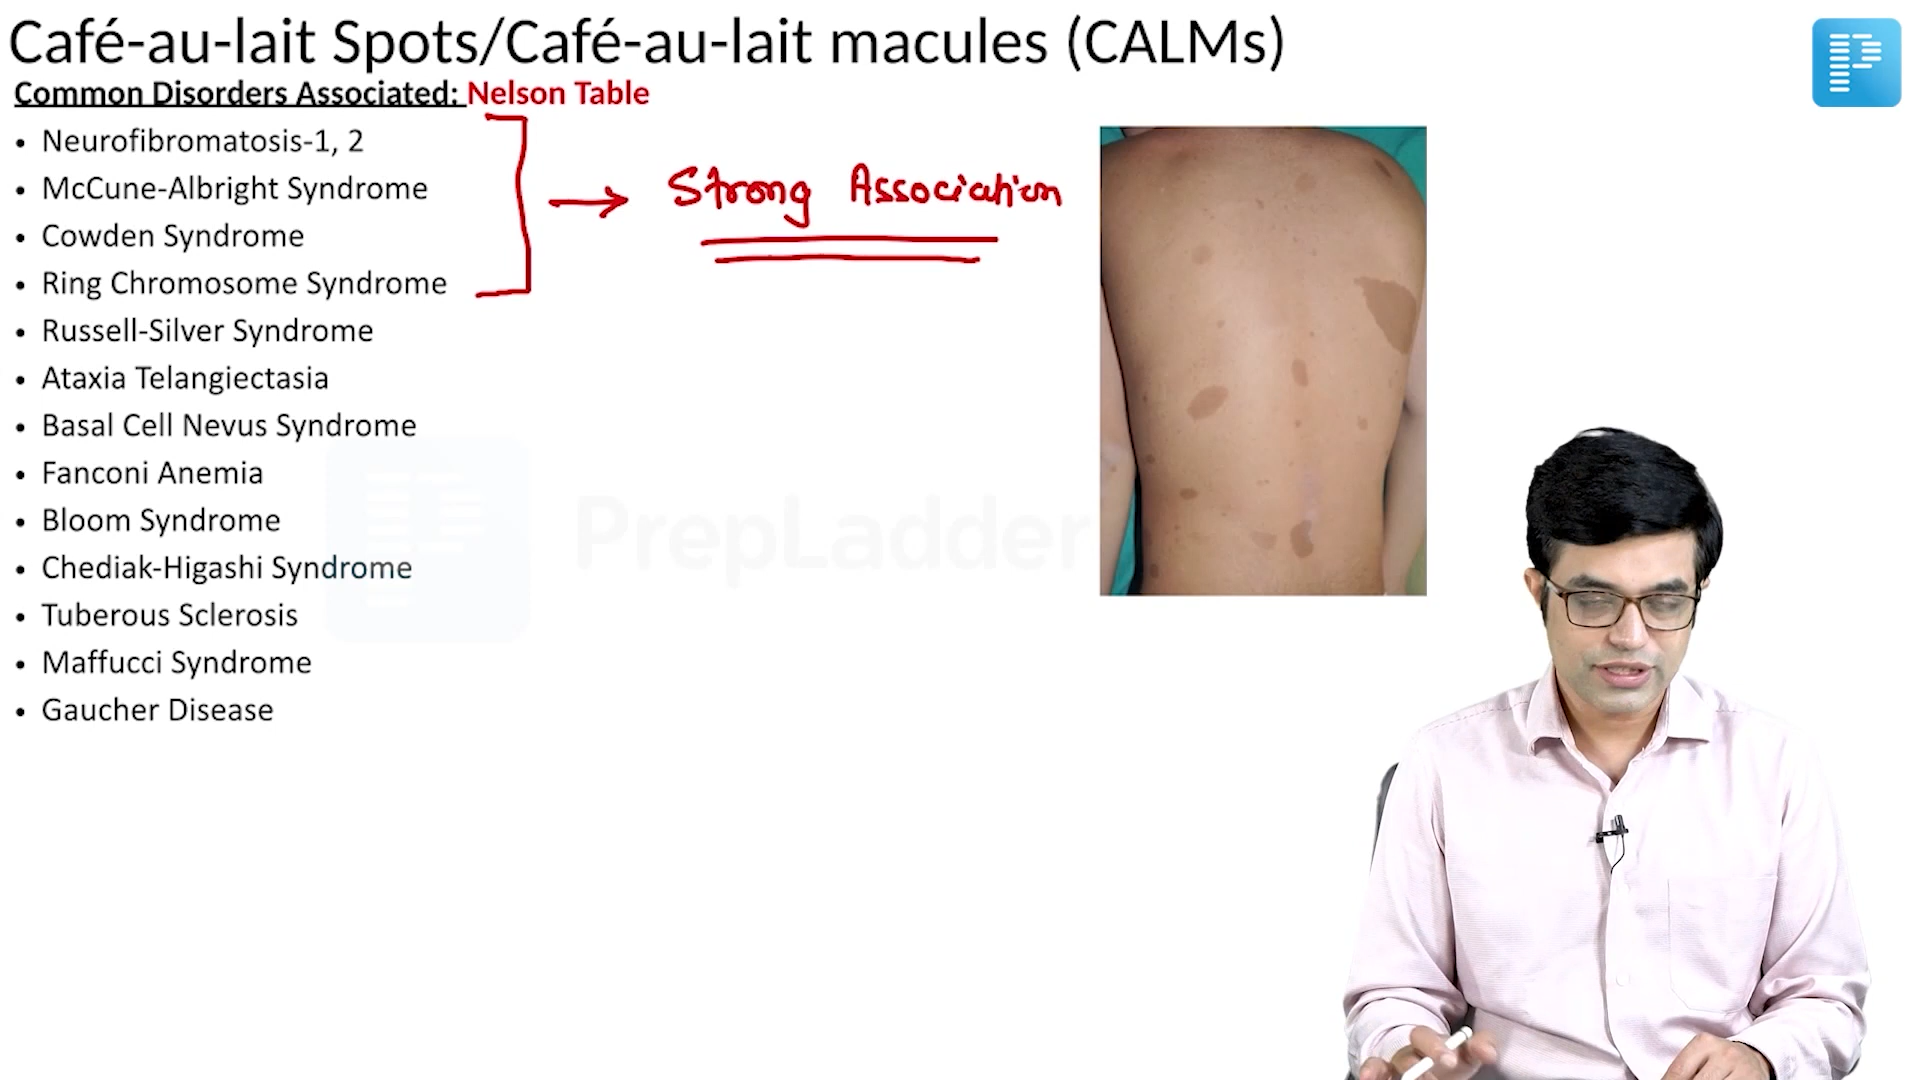 Café-au-lait Spots/Café-au-lait macules (CALMs)
Common Disorders Associated: Nelson Table
• Neurofibromatosis-1, 2
• McCune-Albright Syndrome
• Cowden Syndrome
• Ring Chromosome Syndrome
→ Strong Association
• Russell-Silver Syndrome
• Ataxia Telangiectasia
• Basal Cell Nevus Syndrome
• Fanconi Anemia
• Bloom Syndrome
• Chediak-Higashi Syndrome
• Tuberous Sclerosis
• Maffucci Syndrome
• Gaucher Disease
PrepLadder